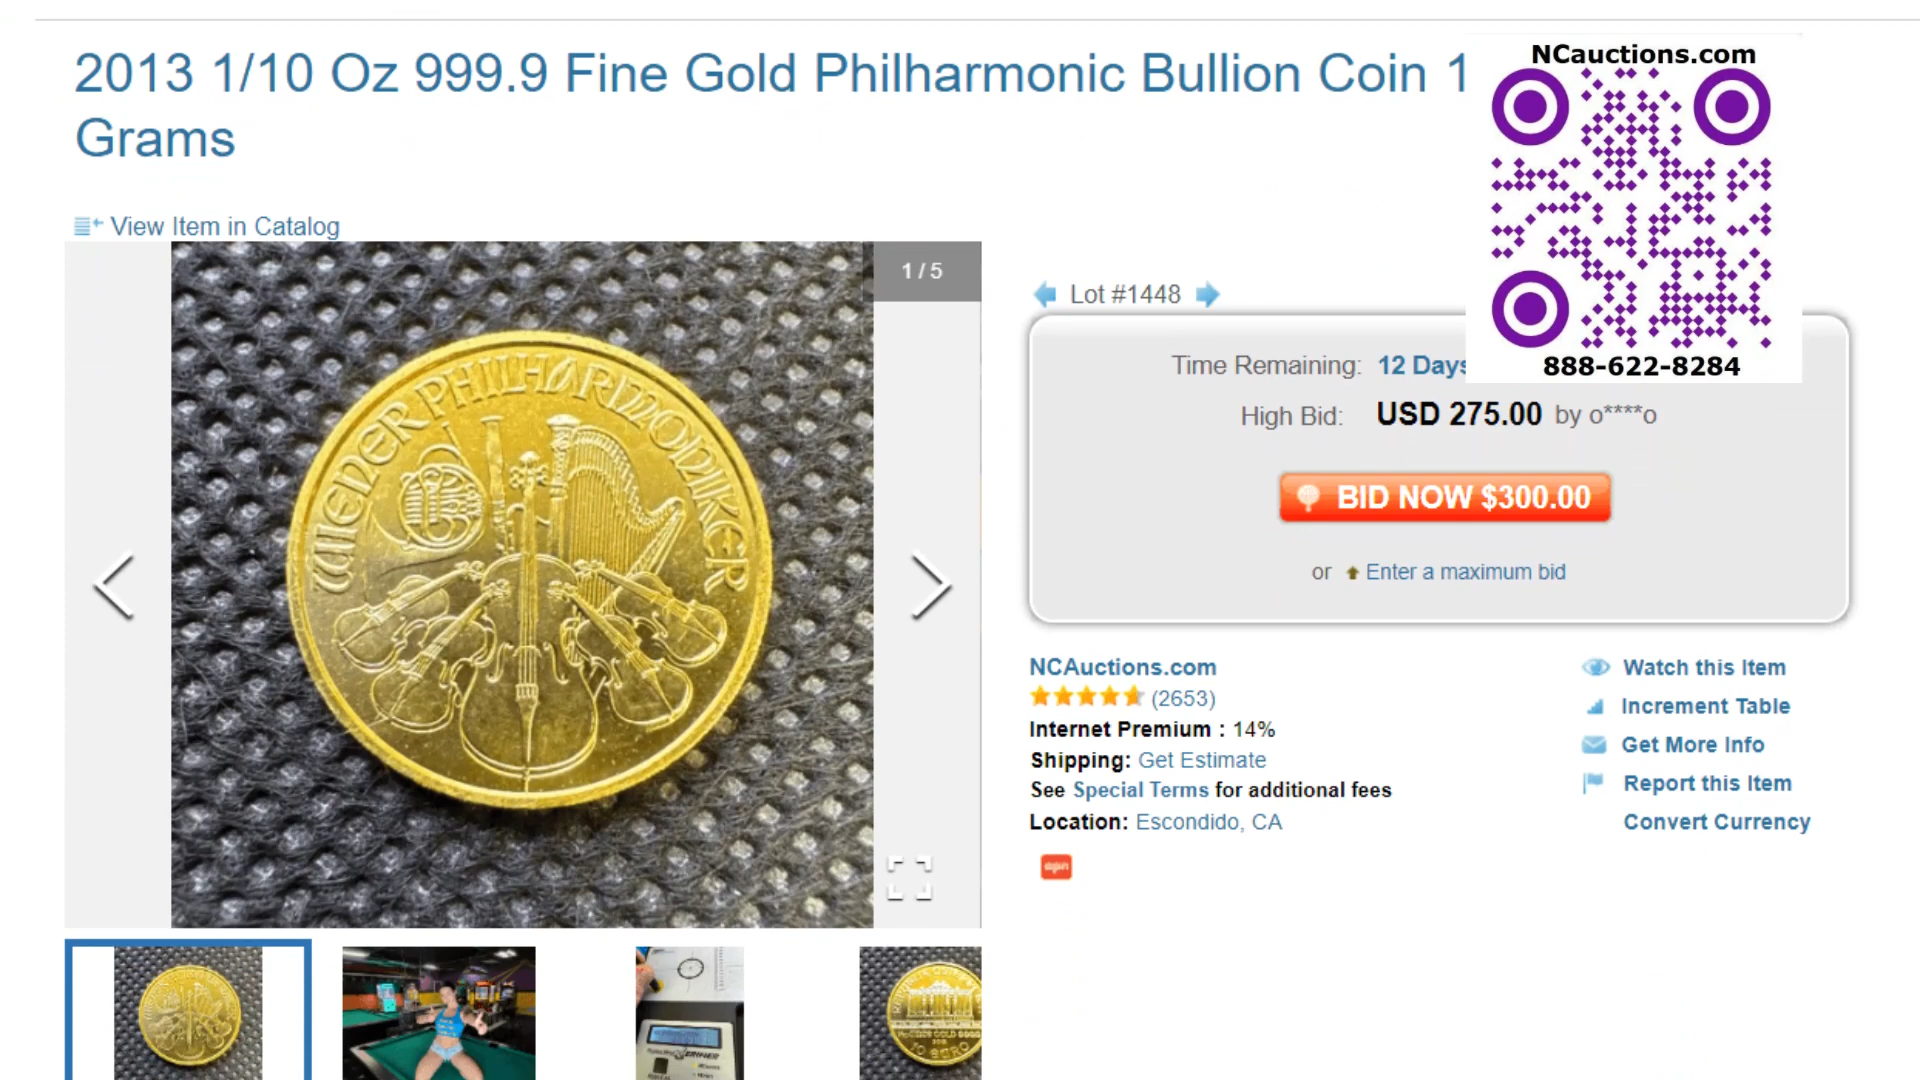 NCauctions.com
2013 1/10 Oz 999.9 Fine Gold Philharmonic Bullion Coin 1
Grams
View Item in Catalog
1 / 5
WIENER PHILHARMONIKER
Lot #1448
Time Remaining: 12 Days
888-622-8284
High Bid: USD 275.00 by o****o
BID NOW $300.00
or Enter a maximum bid
NCAuctions.com
(2653)
Internet Premium : 14%
Shipping: Get Estimate
See Special Terms for additional fees
Location: Escondido, CA
Watch this Item
Increment Table
Get More Info
Report this Item
Convert Currency
10 EURO